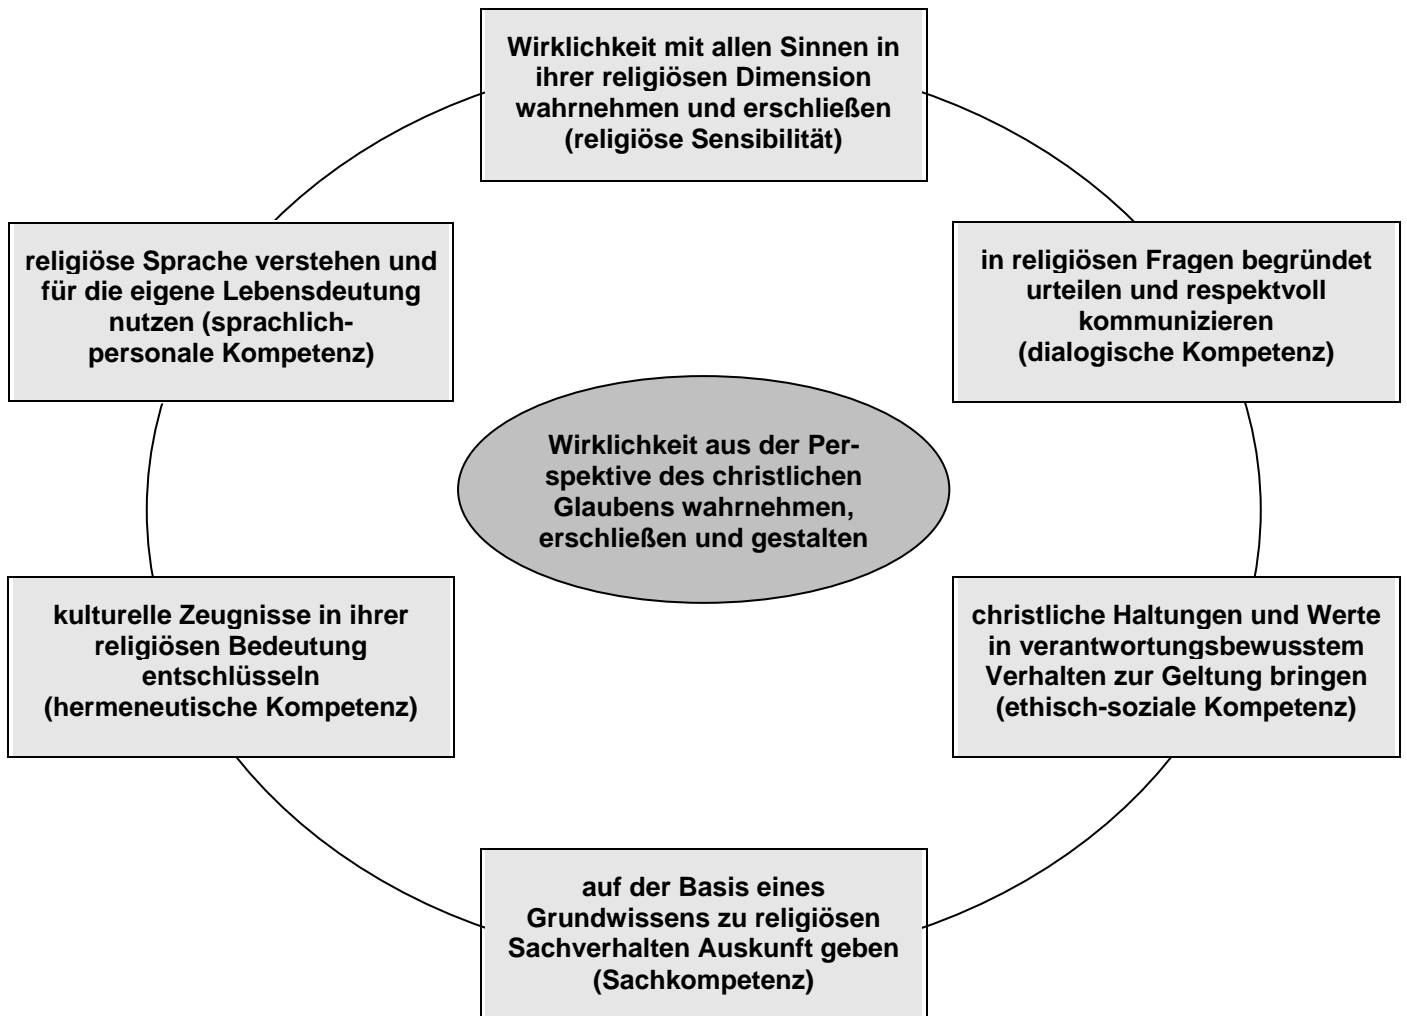 Wirklichkeit mit allen Sinnen in
ihrer religiösen Dimension
wahrnehmen und erschließen
(religiöse Sensibilität)
religiöse Sprache verstehen und
für die eigene Lebensdeutung
nutzen (sprachlich-
personale Kompetenz)
in religiösen Fragen begründet
urteilen und respektvoll
kommunizieren
(dialogische Kompetenz)
Wirklichkeit aus der Per-
spektive des christlichen
Glaubens wahrnehmen,
erschließen und gestalten
kulturelle Zeugnisse in ihrer
religiösen Bedeutung
entschlüsseln
(hermeneutische Kompetenz)
christliche Haltungen und Werte
in verantwortungsbewusstem
Verhalten zur Geltung bringen
(ethisch-soziale Kompetenz)
auf der Basis eines
Grundwissens zu religiösen
Sachverhalten Auskunft geben
(Sachkompetenz)